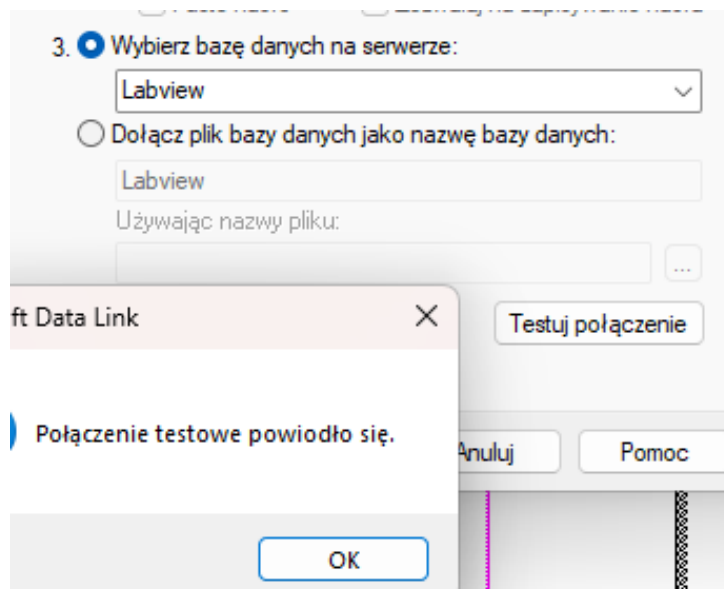 3. Wybierz bazę danych na serwerze:
Labview
Dołącz plik bazy danych jako nazwę bazy danych:
Labview
Używając nazwy pliku:
...
ft Data Link
Testuj połączenie
Połączenie testowe powiodło się.
Anuluj
Pomoc
OK